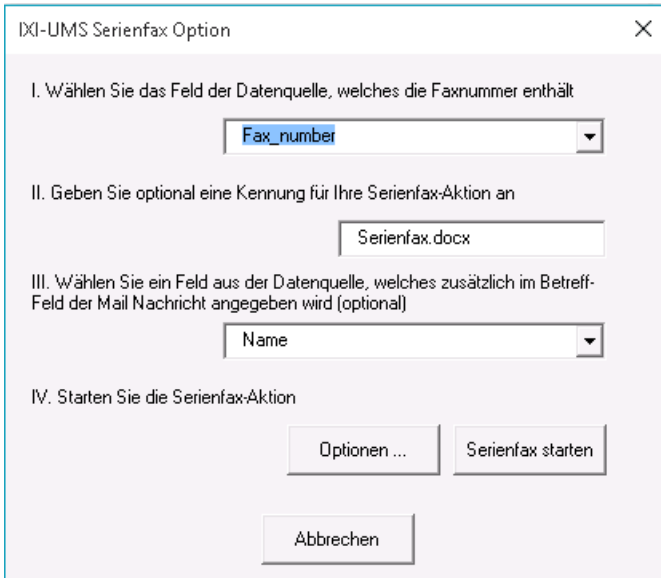 IXI-UMS Serienfax Option
I. Wählen Sie das Feld der Datenquelle, welches die Faxnummer enthält
Fax_number
II. Geben Sie optional eine Kennung für Ihre Serienfax-Aktion an
Serienfax.docx
III. Wählen Sie ein Feld aus der Datenquelle, welches zusätzlich im Betreff-
Feld der Mail Nachricht angegeben wird (optional)
Name
IV. Starten Sie die Serienfax-Aktion
Optionen ... Serienfax starten
Abbrechen